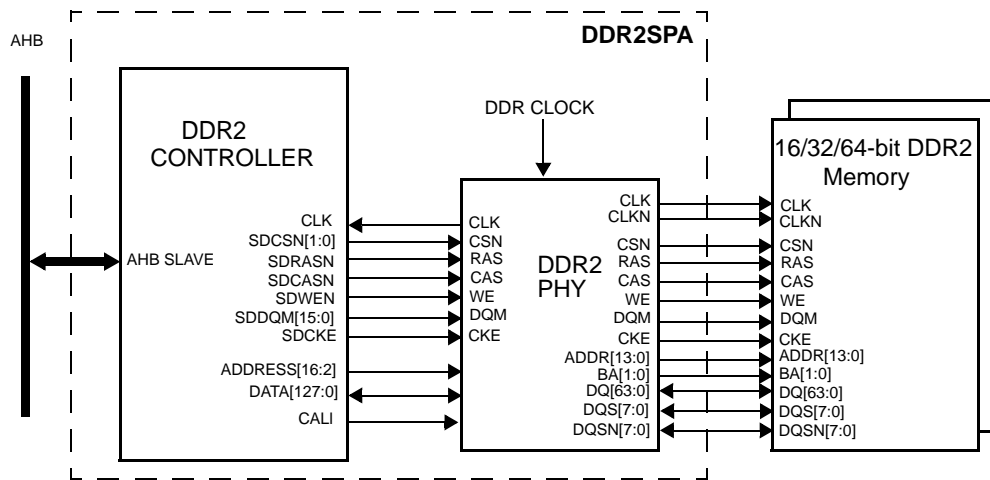 AHB
DDR2SPA
DDR2
CONTROLLER
CLK
SDCSN[1:0]
SDRASN
SDCASN
SDWEN
SDDQM[15:0]
SDCKE
ADDRESS[16:2]
DATA[127:0]
CALI
AHB SLAVE
DDR CLOCK
CLK
CSN
RAS
CAS
WE
DQM
CKE
DDR2
PHY
CLK
CLKN
CSN
RAS
CAS
WE
DQM
CKE
ADDR[13:0]
BA[1:0]
DQ[63:0]
DQS[7:0]
DQSN[7:0]
16/32/64-bit DDR2
Memory
CLK
CLKN
CSN
RAS
CAS
WE
DQM
CKE
ADDR[13:0]
BA[1:0]
DQ[63:0]
DQS[7:0]
DQSN[7:0]